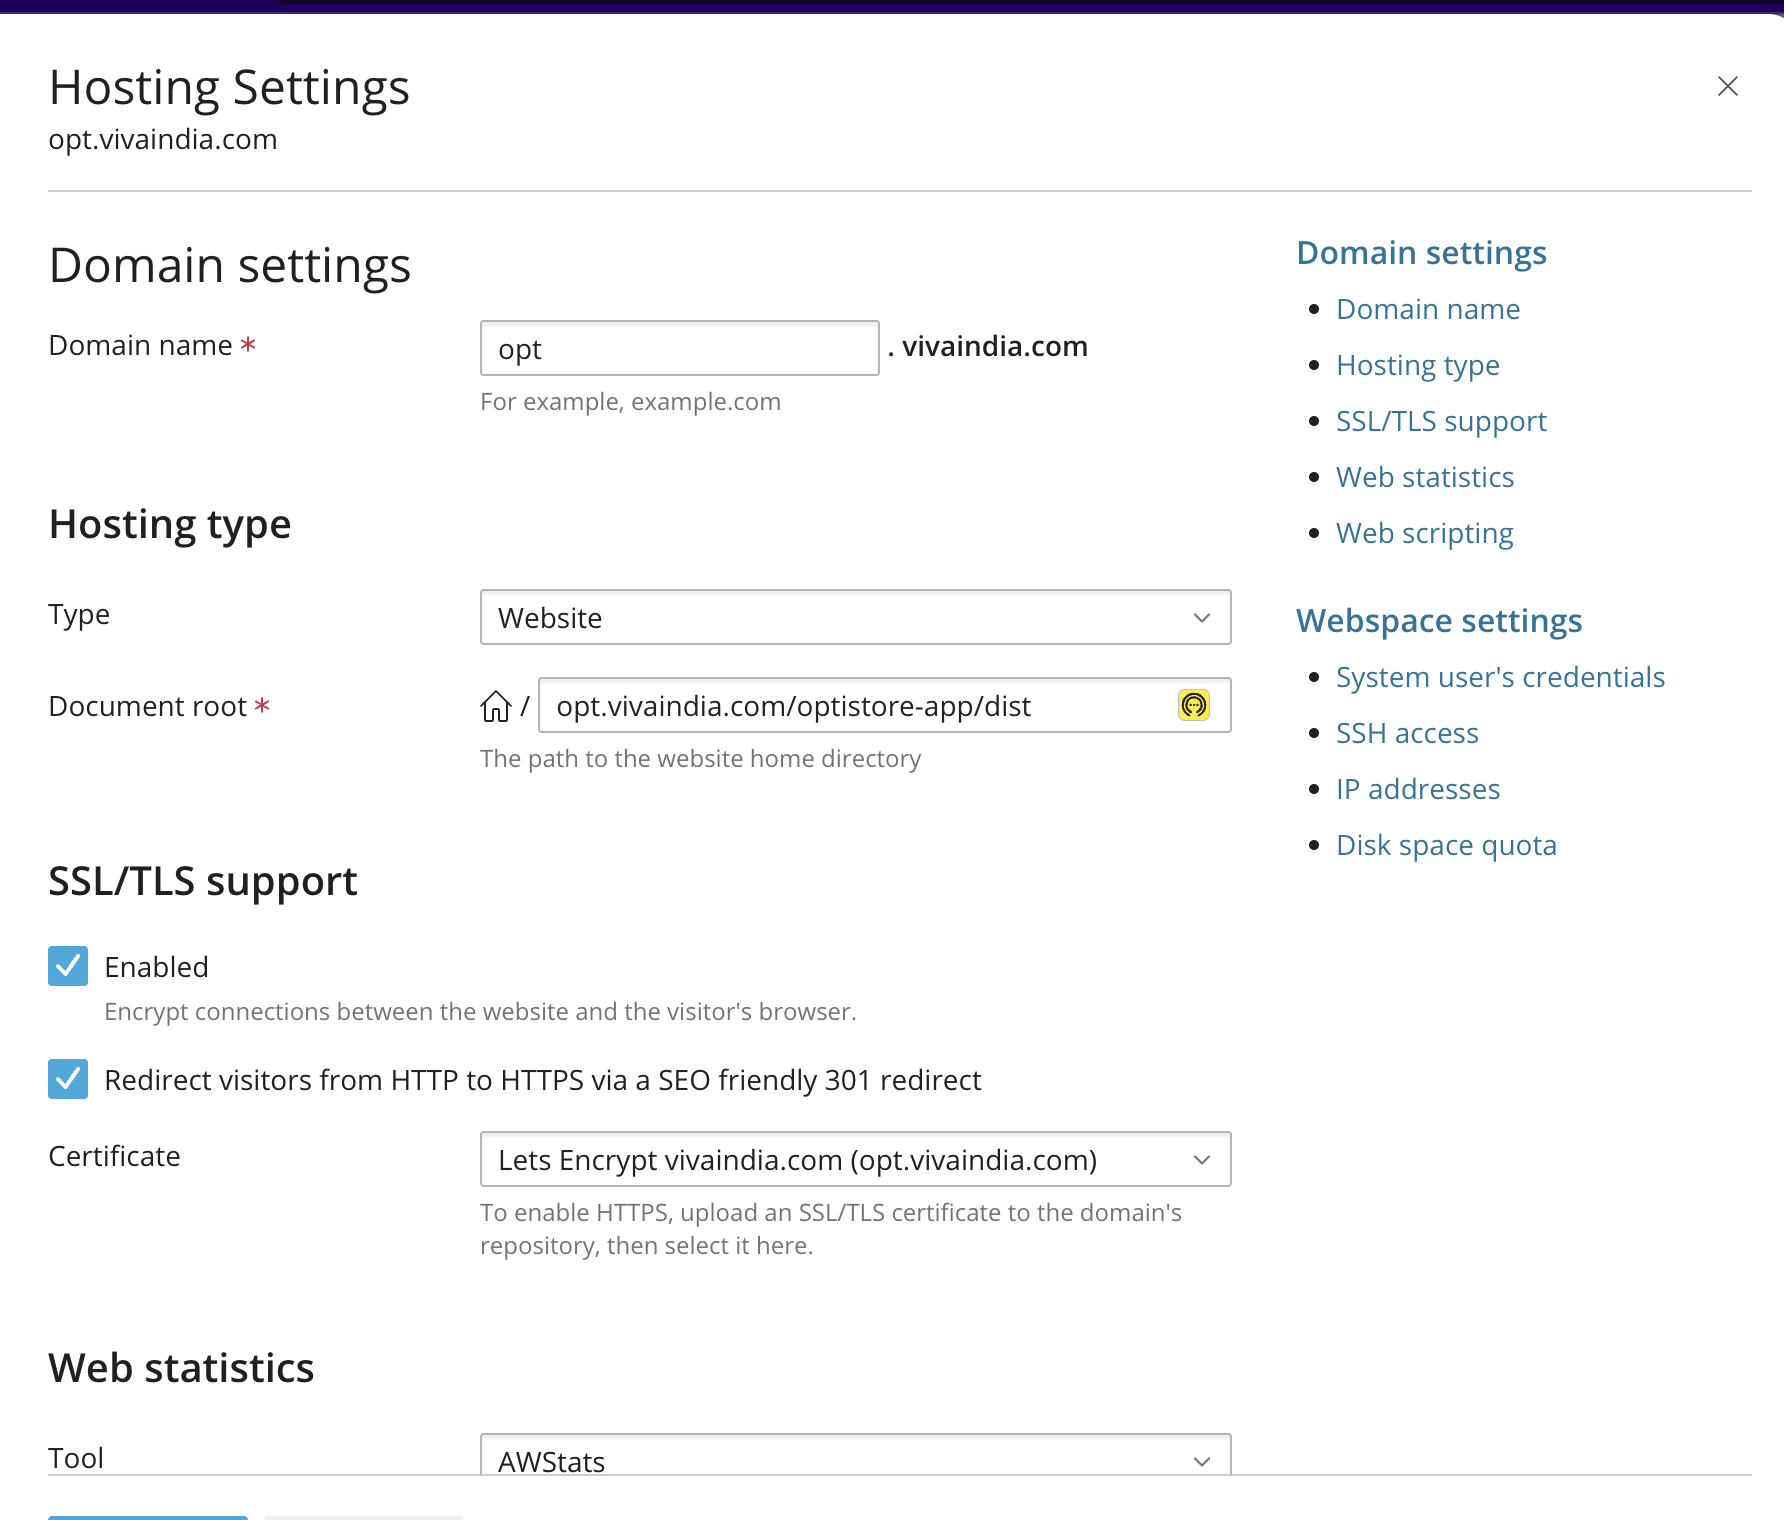 Hosting Settings
opt.vivaindia.com
Domain settings
Domain name *
opt
. vivaindia.com
For example, example.com
Hosting type
Type
Website
Document root *
/
opt.vivaindia.com/optistore-app/dist
The path to the website home directory
SSL/TLS support
Enabled
Encrypt connections between the website and the visitor's browser.
Redirect visitors from HTTP to HTTPS via a SEO friendly 301 redirect
Certificate
Lets Encrypt vivaindia.com (opt.vivaindia.com)
To enable HTTPS, upload an SSL/TLS certificate to the domain's
repository, then select it here.
Web statistics
Tool
AWStats
Domain settings
Domain name
Hosting type
SSL/TLS support
Web statistics
Web scripting
Webspace settings
System user's credentials
SSH access
IP addresses
Disk space quota